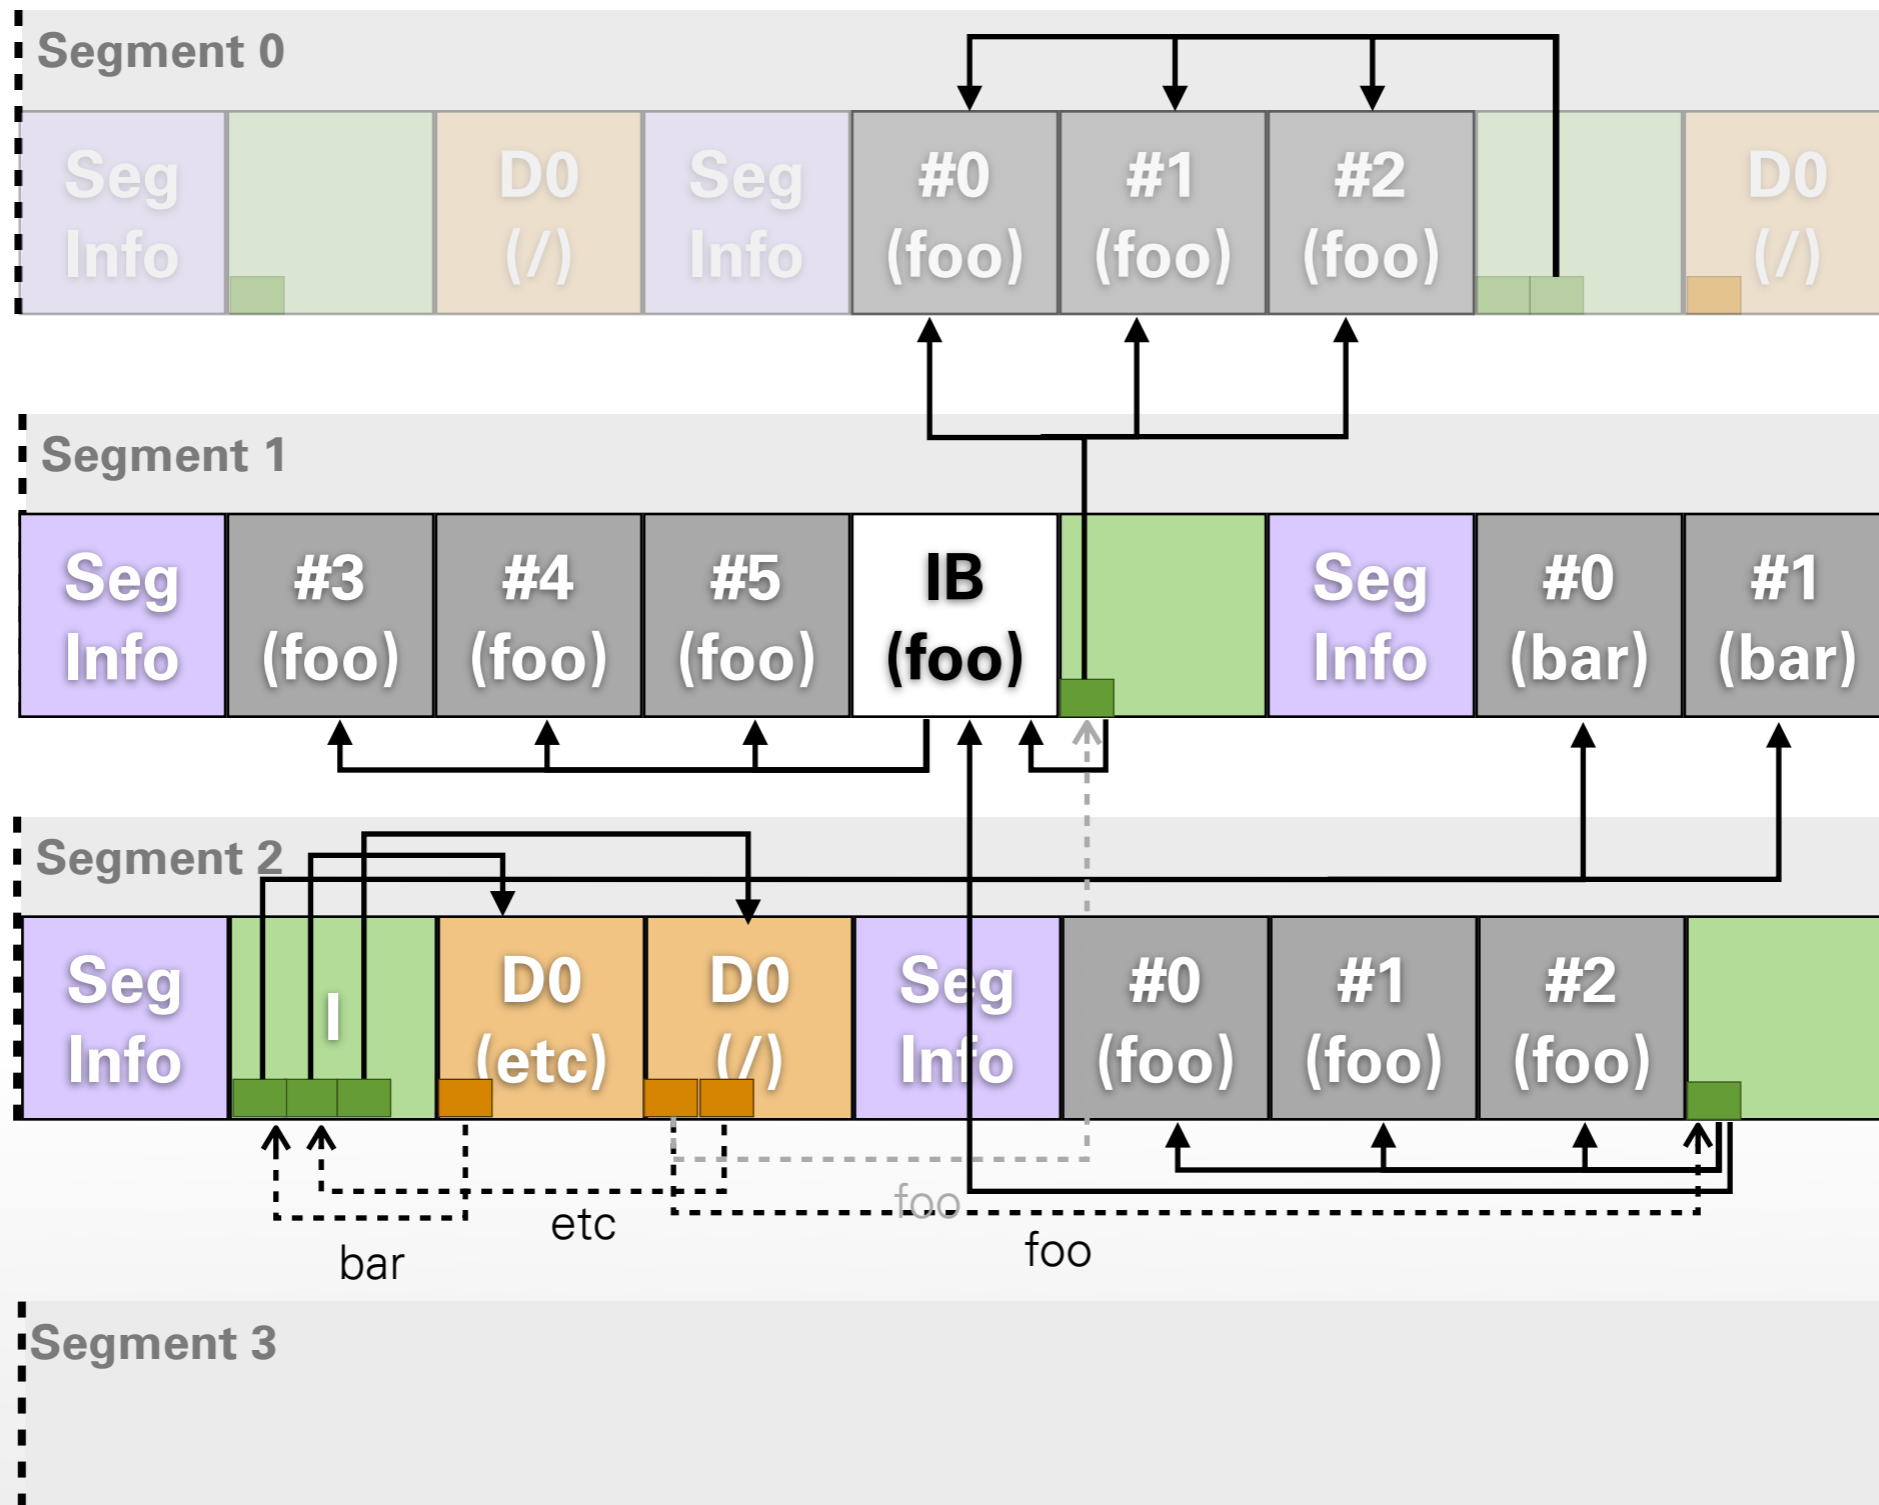 Segment 0
Seg Info
D0 (/)
Seg Info
#0 (foo)
#1 (foo)
#2 (foo)
D0 (/)
Segment 1
Seg Info
#3 (foo)
#4 (foo)
#5 (foo)
IB (foo)
Seg Info
#0 (bar)
#1 (bar)
Segment 2
Seg Info
I
D0 (etc)
D0 (/)
Seg Info
#0 (foo)
#1 (foo)
#2 (foo)
foo
etc
foo
bar
Segment 3